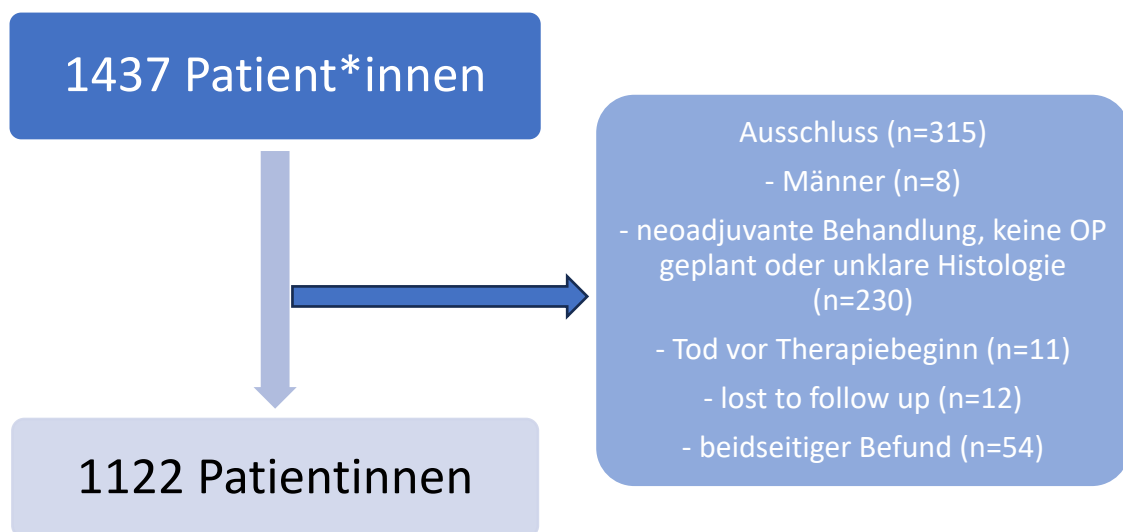 1437 Patient*innen
Ausschluss (n=315)
- Männer (n=8)
- neoadjuvante Behandlung, keine OP
geplant oder unklare Histologie
(n=230)
- Tod vor Therapiebeginn (n=11)
- lost to follow up (n=12)
- beidseitiger Befund (n=54)
1122 Patientinnen